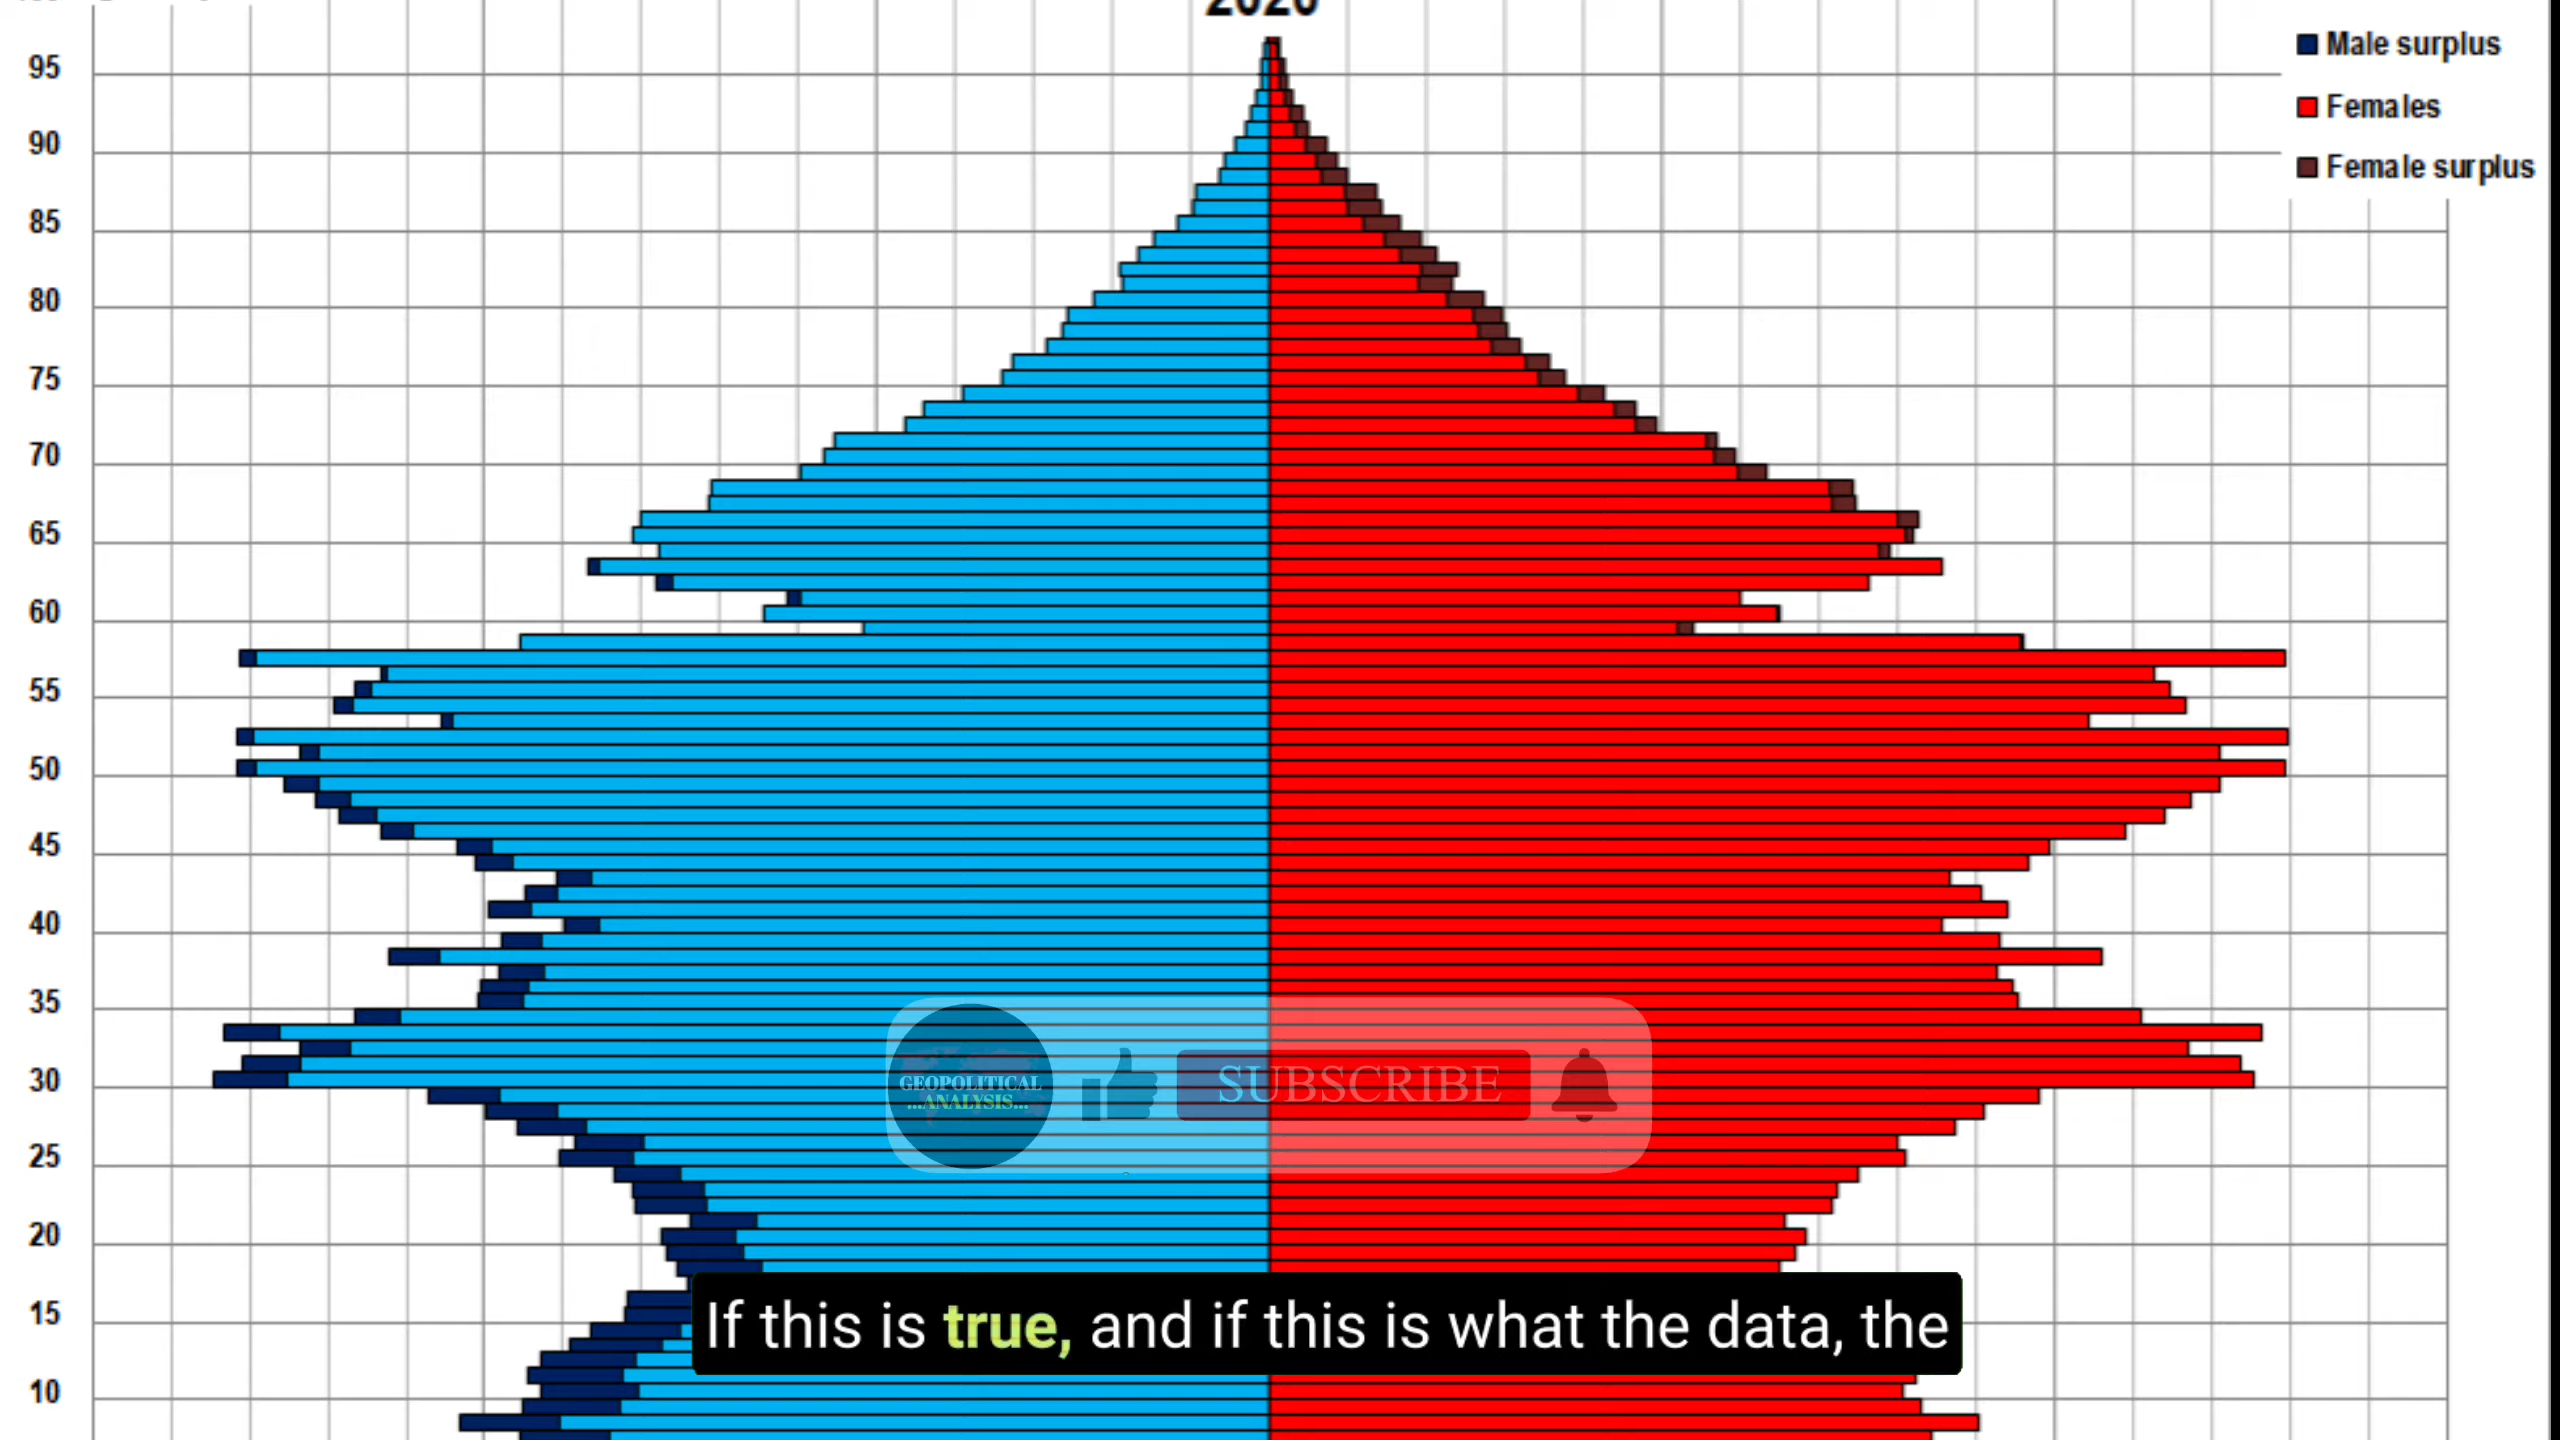 2020
Male surplus
Females
Female surplus
95
90
85
80
75
70
65
60
55
50
45
40
35
30
25
20
15
10
GEOPOLITICAL
...ANALYSIS...
SUBSCRIBE
If this is true, and if this is what the data, the